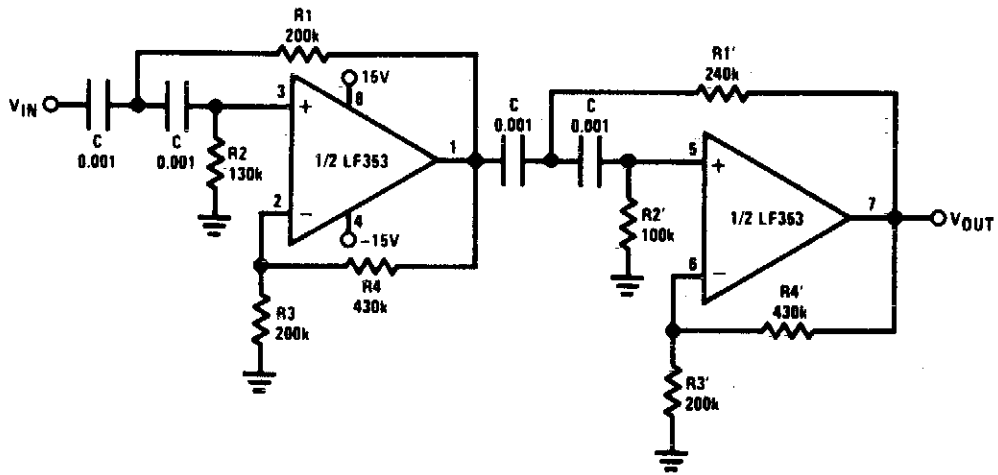 R1
200k
15V
8
VIN
C
0.001
C
0.001
3
+
R2
130k
1/2 LF353
1
2
−
4
−15V
R4
430k
R3
200k
C
0.001
C
0.001
R1'
240k
5
+
R2'
100k
1/2 LF353
7
VOUT
6
−
R4'
430k
R3'
200k